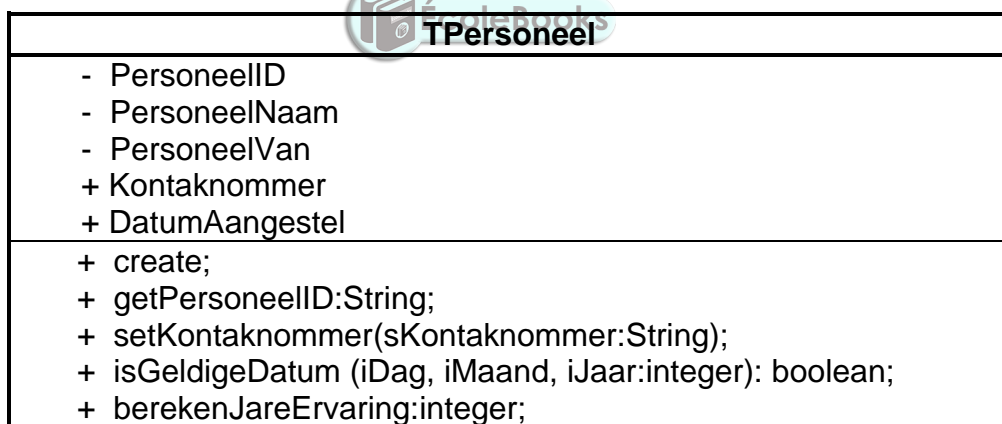 ÉcoleBooks
TPersoneel
- PersoneelID
- PersoneelNaam
- PersoneelVan
+ Kontaknommer
+ DatumAangestel
+ create;
+ getPersoneelID:String;
+ setKontaknommer(sKontaknommer:String);
+ isGeldigeDatum (iDag, iMaand, iJaar:integer): boolean;
+ berekenJareErvaring:integer;